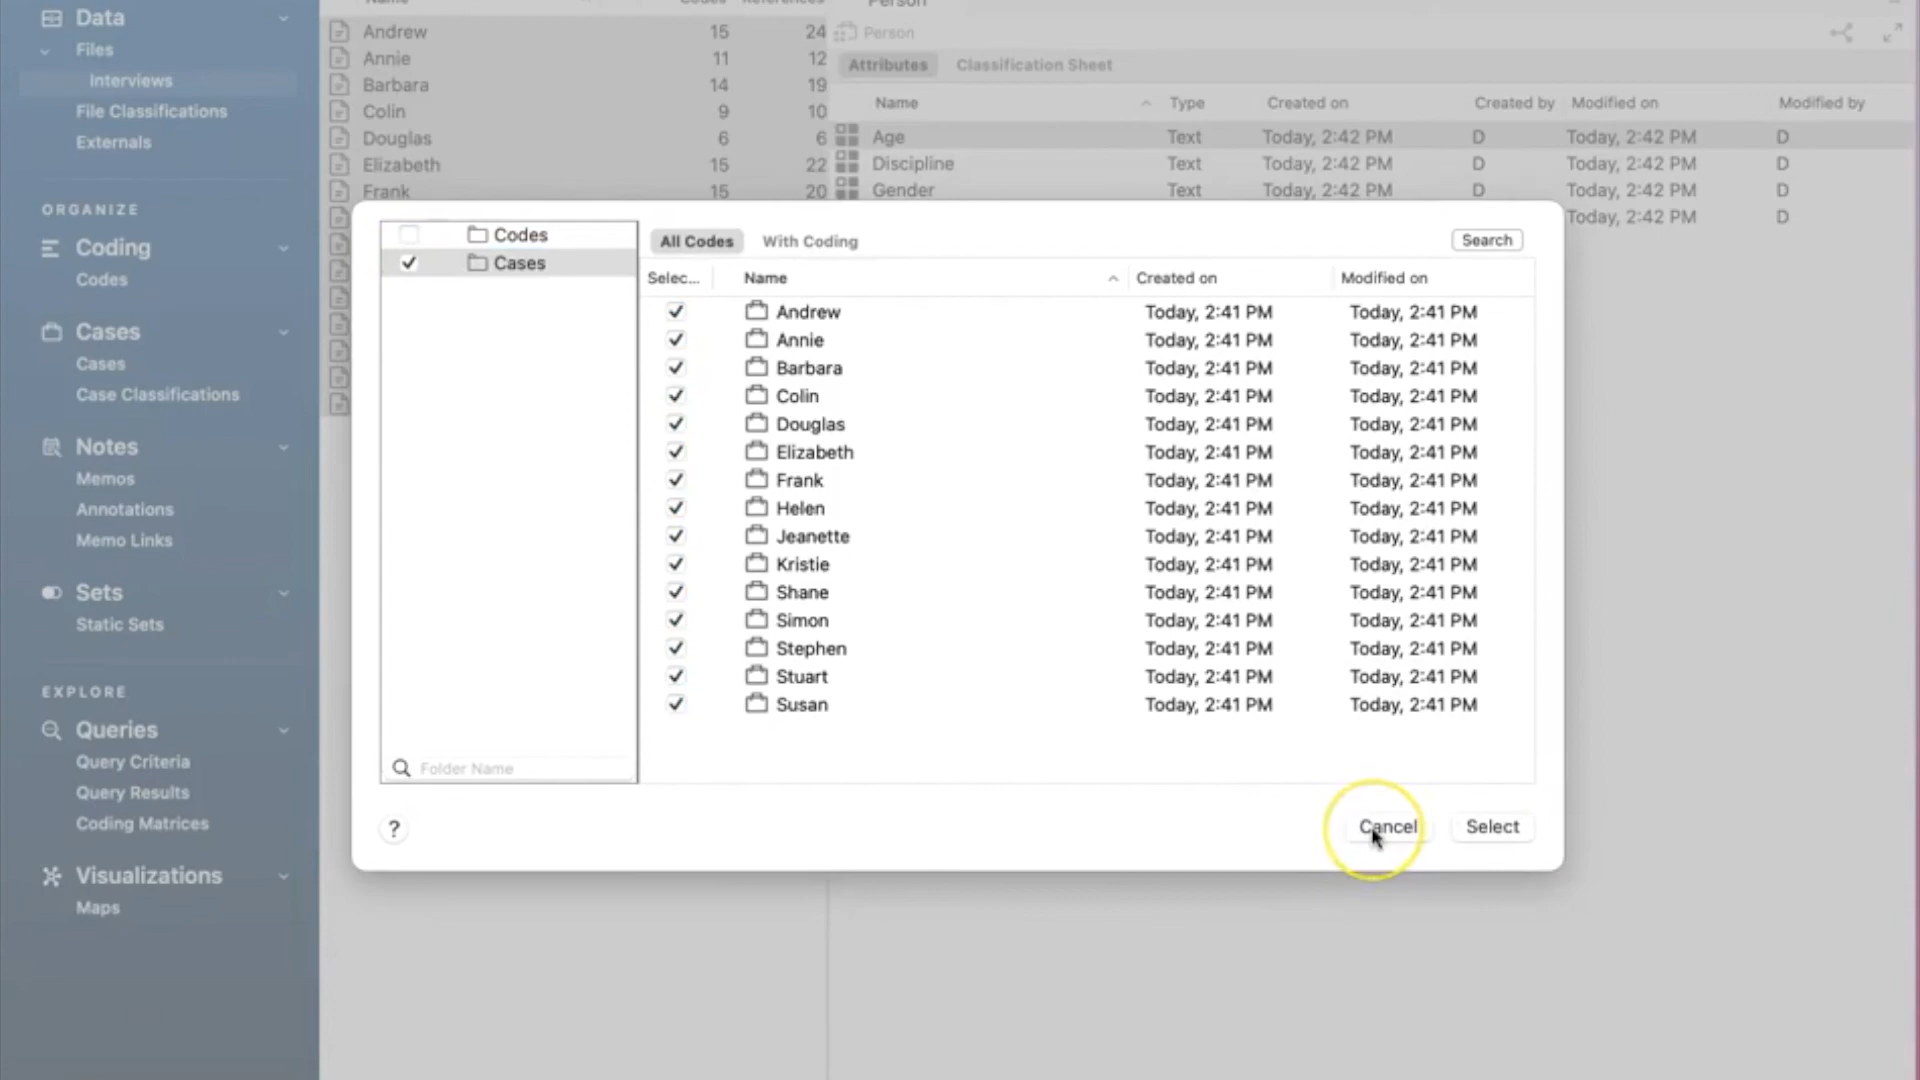 Data
Files
Interviews
File Classifications
Externals
ORGANIZE
Coding
Codes
Cases
Cases
Case Classifications
Notes
Memos
Annotations
Memo Links
Sets
Static Sets
EXPLORE
Queries
Query Criteria
Query Results
Coding Matrices
Visualizations
Maps
Name Codes References
Andrew 15 24
Annie 11 12
Barbara 14 19
Colin 9 10
Douglas 6 6
Elizabeth 15 22
Frank 15 20
Person
Person
Attributes Classification Sheet
Name Type Created on Created by Modified on Modified by
Age Text Today, 2:42 PM D Today, 2:42 PM D
Discipline Text Today, 2:42 PM D Today, 2:42 PM D
Gender Text Today, 2:42 PM D Today, 2:42 PM D
Today, 2:42 PM D
Codes
Cases
Folder Name
All Codes With Coding Search
Selec... Name Created on Modified on
Andrew Today, 2:41 PM Today, 2:41 PM
Annie Today, 2:41 PM Today, 2:41 PM
Barbara Today, 2:41 PM Today, 2:41 PM
Colin Today, 2:41 PM Today, 2:41 PM
Douglas Today, 2:41 PM Today, 2:41 PM
Elizabeth Today, 2:41 PM Today, 2:41 PM
Frank Today, 2:41 PM Today, 2:41 PM
Helen Today, 2:41 PM Today, 2:41 PM
Jeanette Today, 2:41 PM Today, 2:41 PM
Kristie Today, 2:41 PM Today, 2:41 PM
Shane Today, 2:41 PM Today, 2:41 PM
Simon Today, 2:41 PM Today, 2:41 PM
Stephen Today, 2:41 PM Today, 2:41 PM
Stuart Today, 2:41 PM Today, 2:41 PM
Susan Today, 2:41 PM Today, 2:41 PM
? Cancel Select